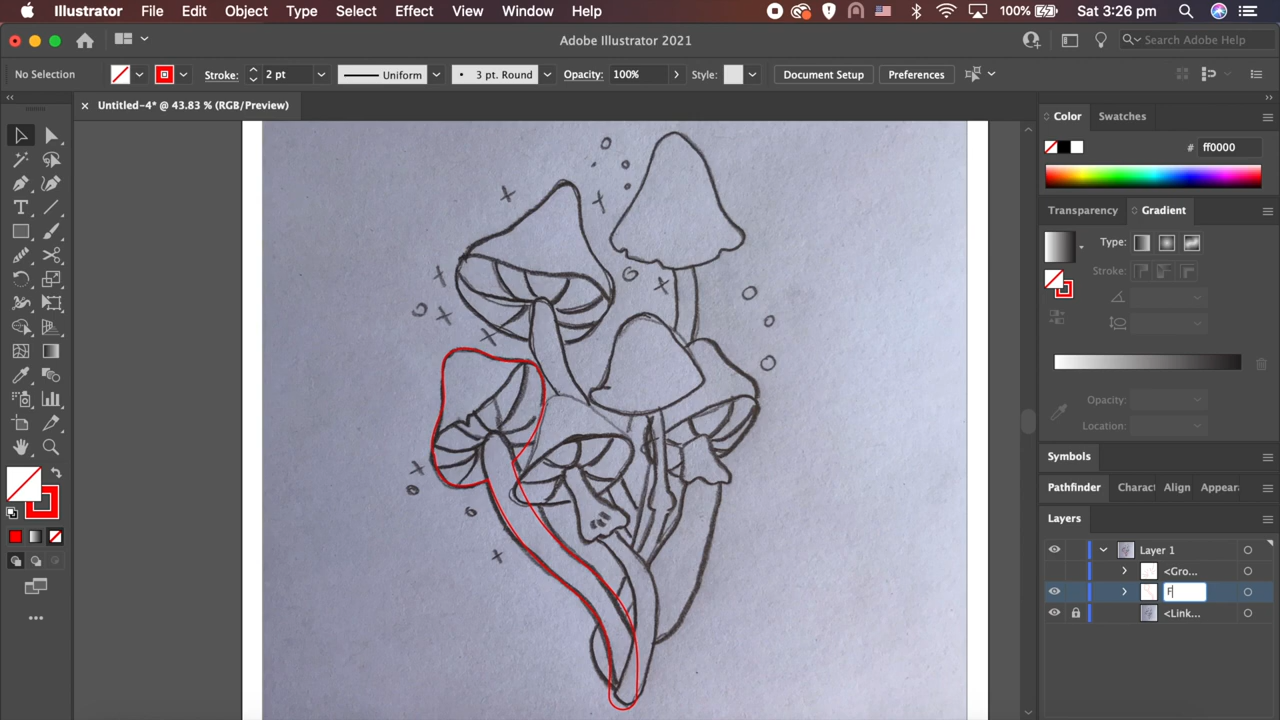 Illustrator File Edit Object Type Select Effect View Window Help 100% Sat 3:26 pm
Adobe Illustrator 2021 Search Adobe Help
No Selection Stroke: 2 pt Uniform 3 pt. Round Opacity: 100% Style: Document Setup Preferences
Untitled-4* @ 43.83 % (RGB/Preview)
Color Swatches
# ff0000
Transparency Gradient
Type:
Stroke:
Opacity:
Location:
Symbols
Pathfinder Charac Align Appear
Layers
Layer 1
<Gro...
F
<Link...